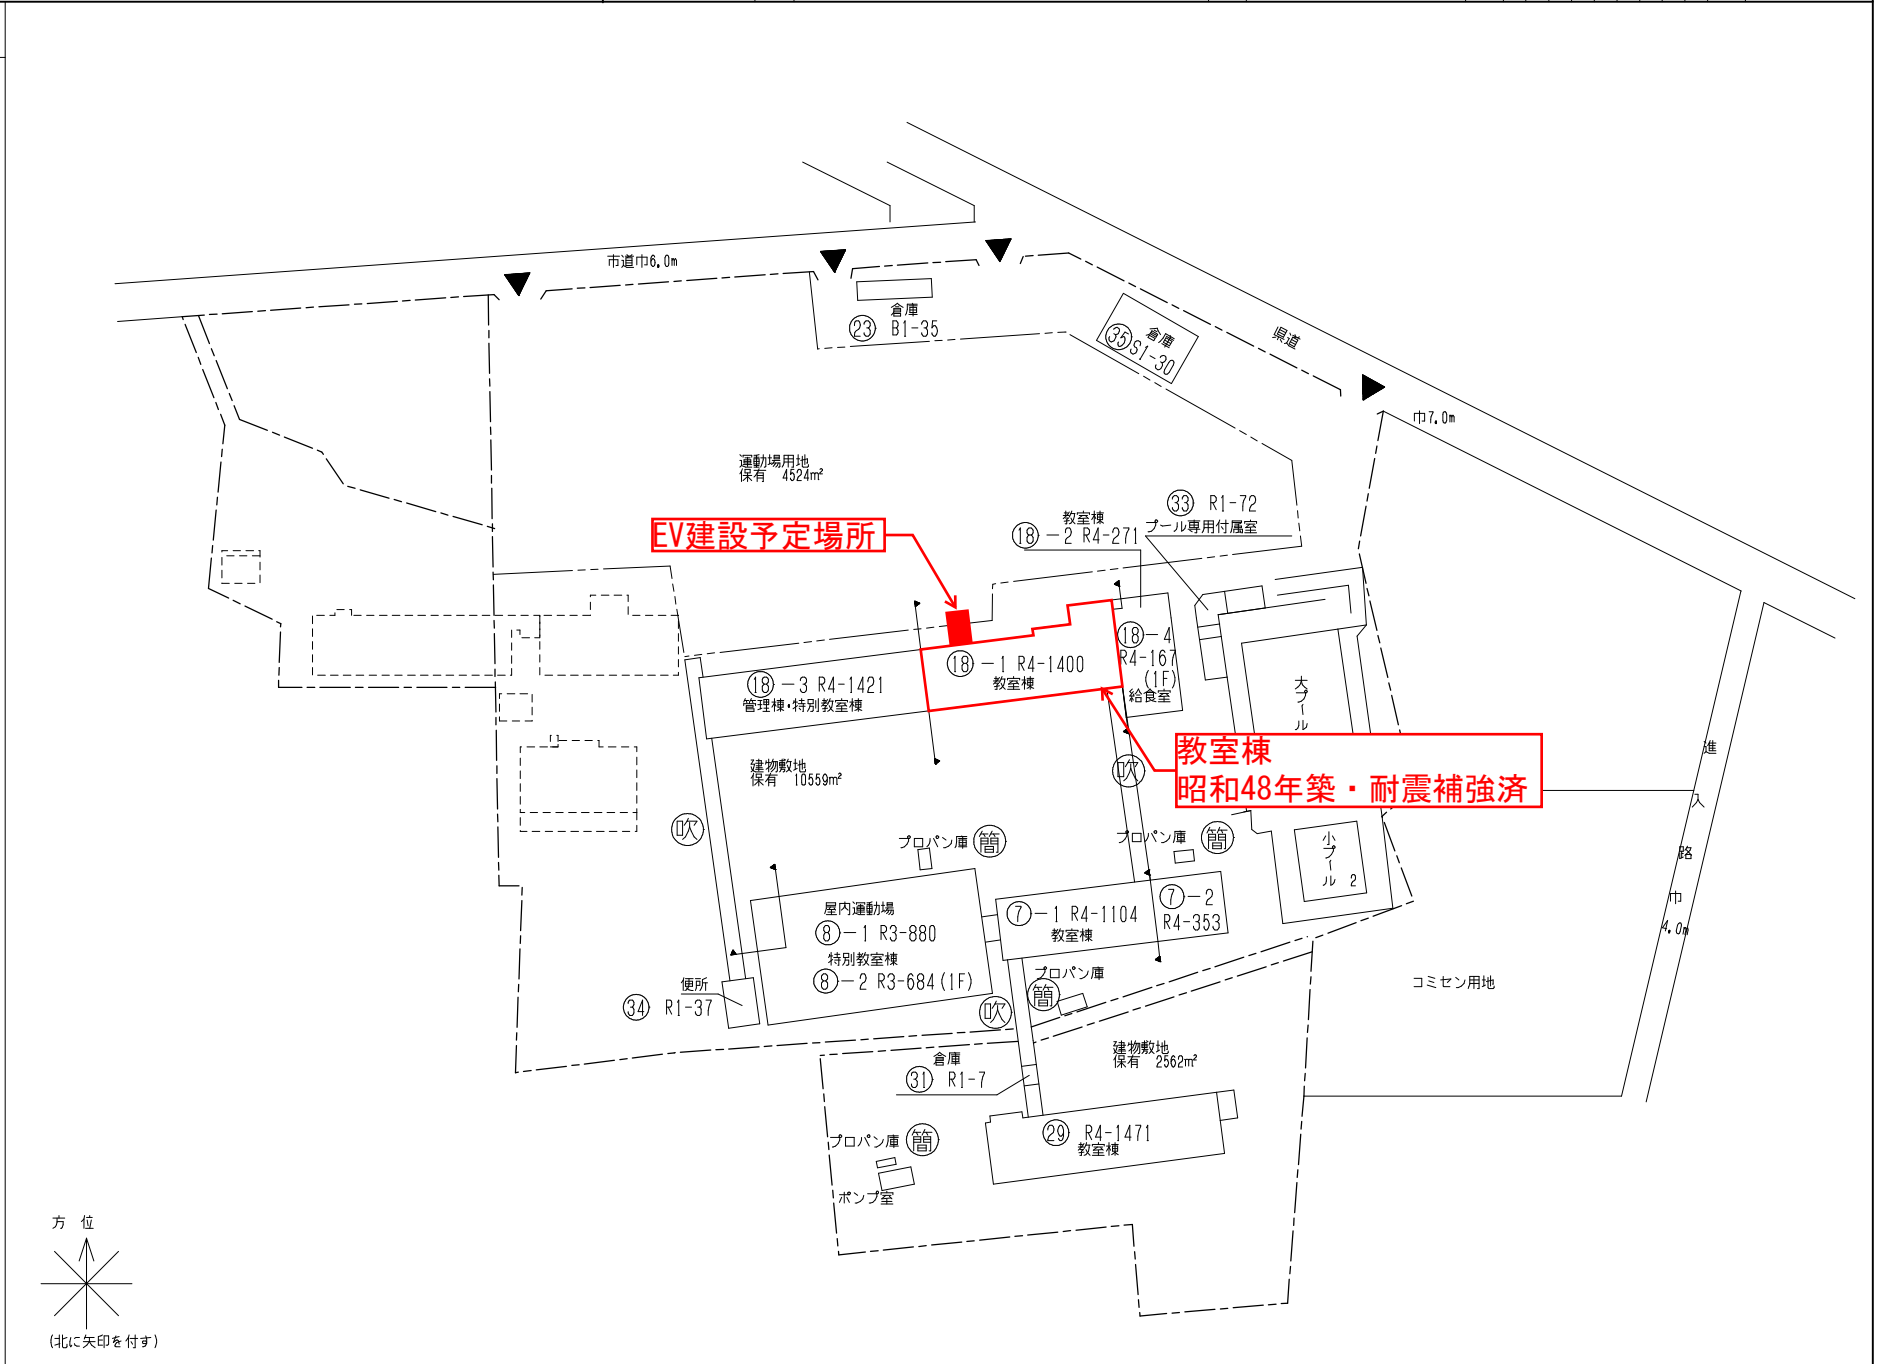 市道巾6.0m
倉庫
㉓ B1-35
倉庫
㉟ S1-30
県道
巾7.0m
運動場用地
保有 4524m²
EV建設予定場所
㉝ R1-72
プール専用付属室
教室棟
⑱-2 R4-271
⑱-1 R4-1400
教室棟
⑱-4
R4-167
(1F)
給食室
⑱-3 R4-1421
管理棟・特別教室棟
大プール
教室棟
昭和48年築・耐震補強済
建物敷地
保有 10559m²
吹
吹
プロパン庫 簡
プロパン庫 簡
小プール 2
進入路巾4.0m
屋内運動場
⑧-1 R3-880
特別教室棟
⑧-2 R3-684(1F)
⑦-1 R4-1104
教室棟
⑦-2
R4-353
便所
㉞ R1-37
プロパン庫
簡
吹
コミセン用地
倉庫
㉛ R1-7
建物敷地
保有 2562m²
プロパン庫 簡
㉙ R4-1471
教室棟
ポンプ室
方 位
(北に矢印を付す)